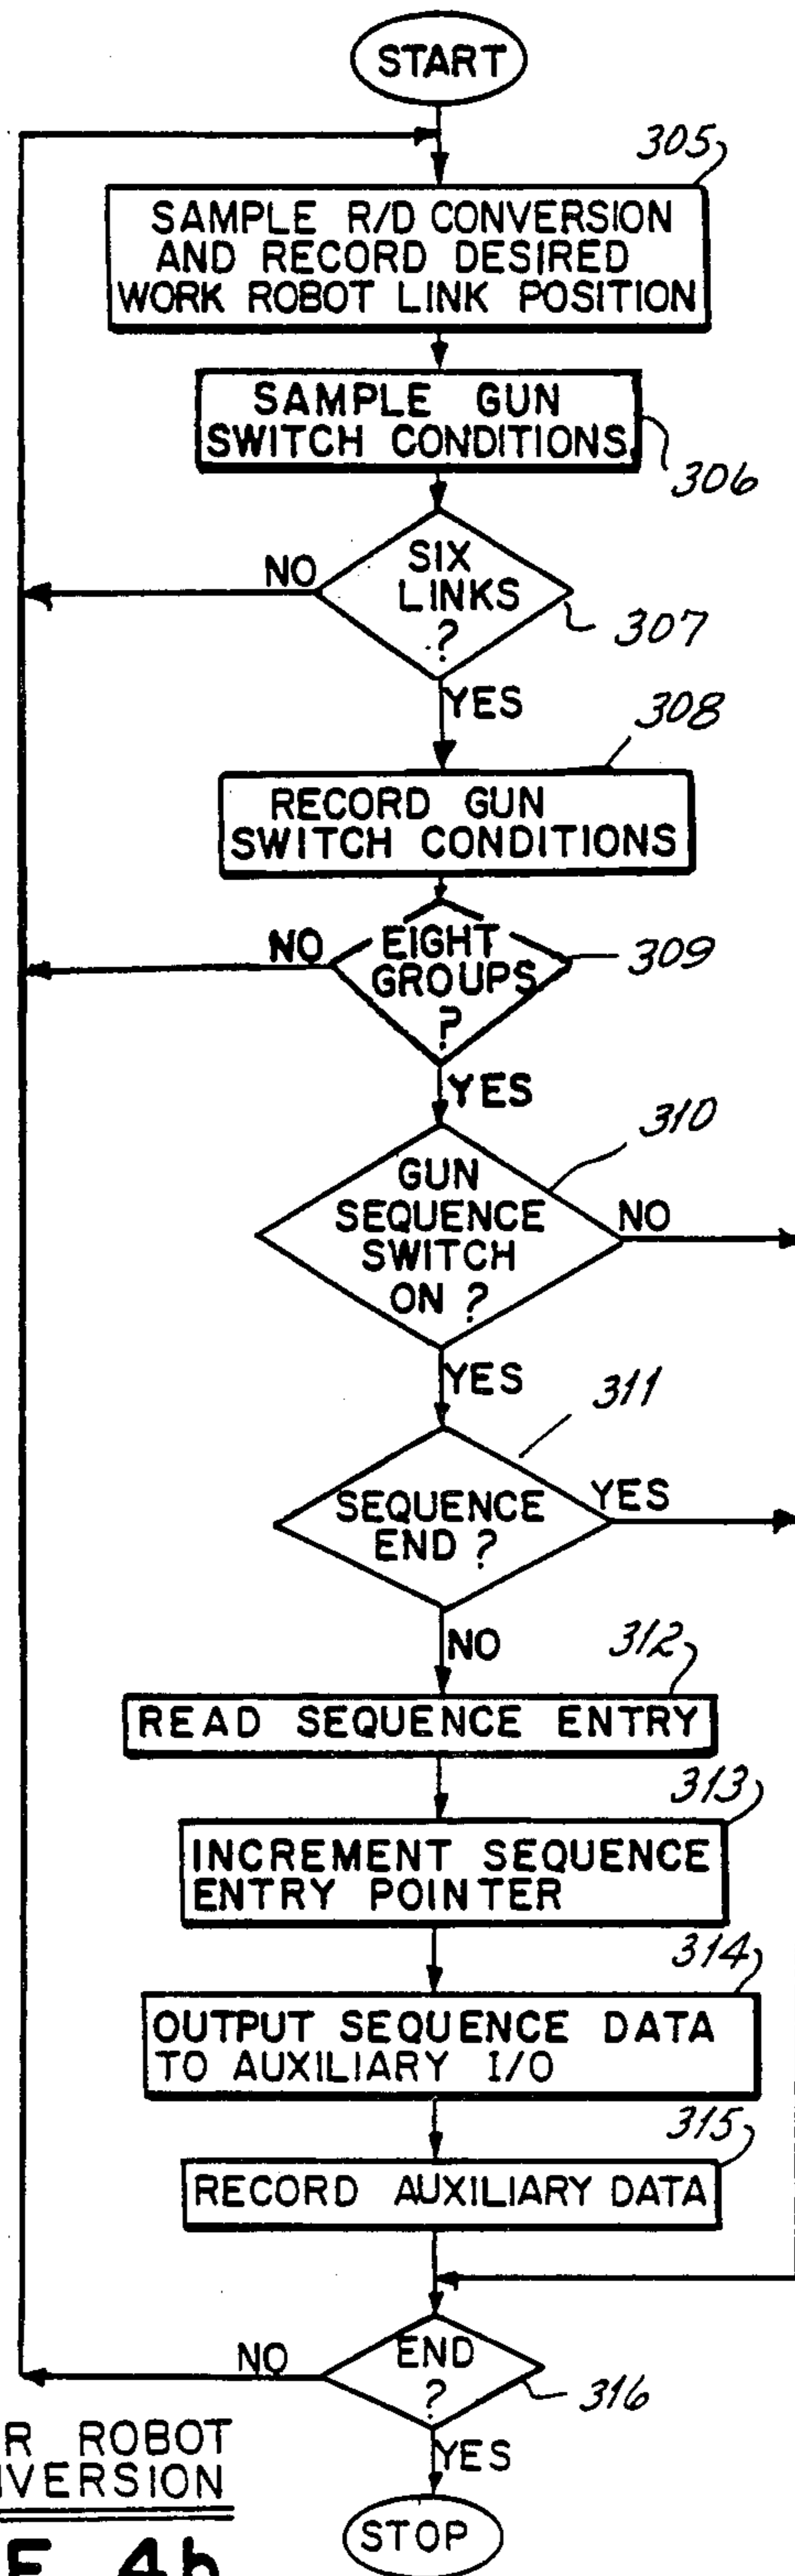 START
305
SAMPLE R/D CONVERSION
AND RECORD DESIRED
WORK ROBOT LINK POSITION
SAMPLE GUN
SWITCH CONDITIONS
306
NO
SIX
LINKS
?
307
YES
308
RECORD GUN
SWITCH CONDITIONS
NO
EIGHT
GROUPS
?
309
YES
310
GUN
SEQUENCE
SWITCH
ON ?
NO
YES
311
SEQUENCE
END ?
YES
NO
312
READ SEQUENCE ENTRY
313
INCREMENT SEQUENCE
ENTRY POINTER
314
OUTPUT SEQUENCE DATA
TO AUXILIARY I/O
315
RECORD AUXILIARY DATA
NO
END
?
316
YES
STOP
R ROBOT
VERSION
4b